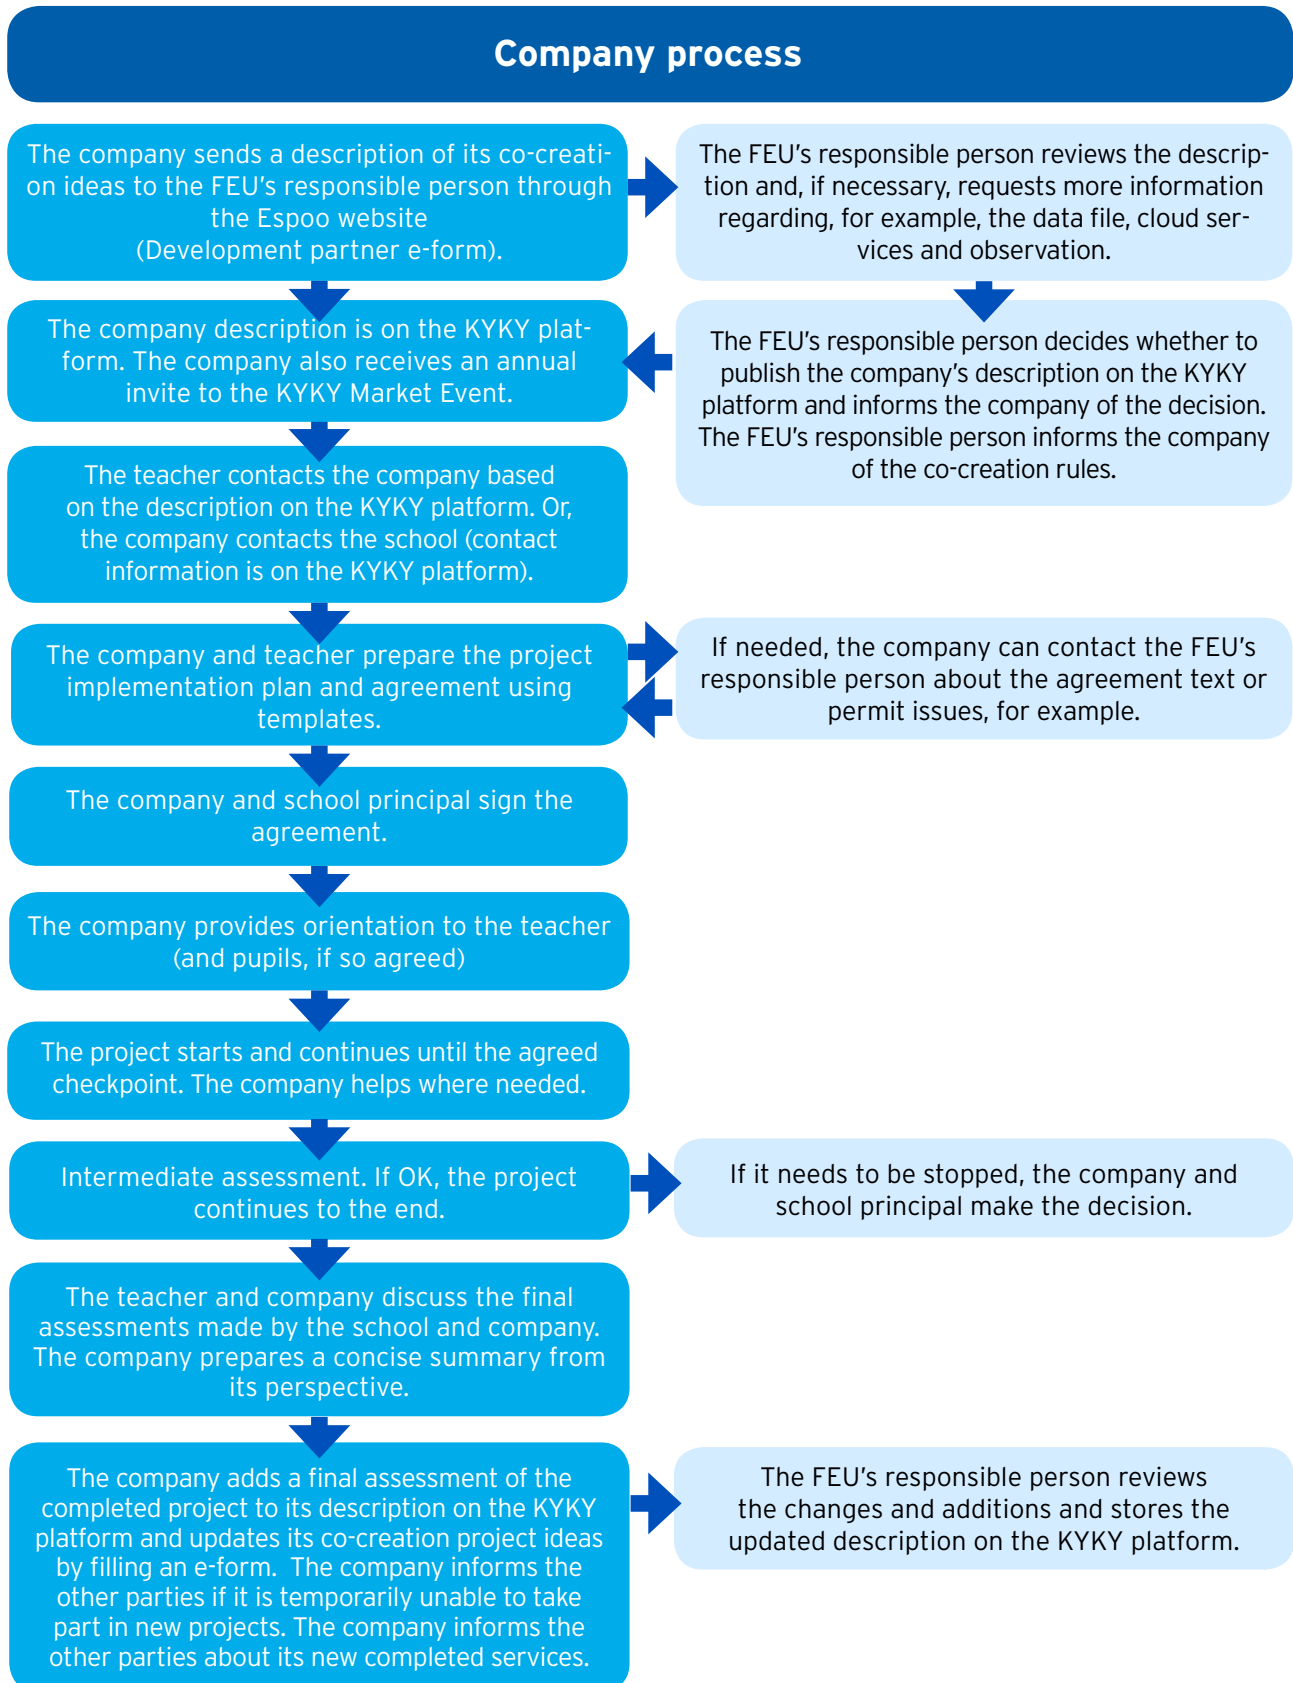 Company process
The company sends a description of its co-creati-
on ideas to the FEU's responsible person through
the Espoo website
(Development partner e-form).
The FEU's responsible person reviews the descrip-
tion and, if necessary, requests more information
regarding, for example, the data file, cloud ser-
vices and observation.
The company description is on the KYKY plat-
form. The company also receives an annual
invite to the KYKY Market Event.
The FEU's responsible person decides whether to
publish the company's description on the KYKY
platform and informs the company of the decision.
The FEU's responsible person informs the company
of the co-creation rules.
The teacher contacts the company based
on the description on the KYKY platform. Or,
the company contacts the school (contact
information is on the KYKY platform).
The company and teacher prepare the project
implementation plan and agreement using
templates.
If needed, the company can contact the FEU's
responsible person about the agreement text or
permit issues, for example.
The company and school principal sign the
agreement.
The company provides orientation to the teacher
(and pupils, if so agreed)
The project starts and continues until the agreed
checkpoint. The company helps where needed.
Intermediate assessment. If OK, the project
continues to the end.
If it needs to be stopped, the company and
school principal make the decision.
The teacher and company discuss the final
assessments made by the school and company.
The company prepares a concise summary from
its perspective.
The company adds a final assessment of the
completed project to its description on the KYKY
platform and updates its co-creation project ideas
by filling an e-form.  The company informs the
other parties if it is temporarily unable to take
part in new projects. The company informs the
other parties about its new completed services.
The FEU's responsible person reviews
the changes and additions and stores the
updated description on the KYKY platform.